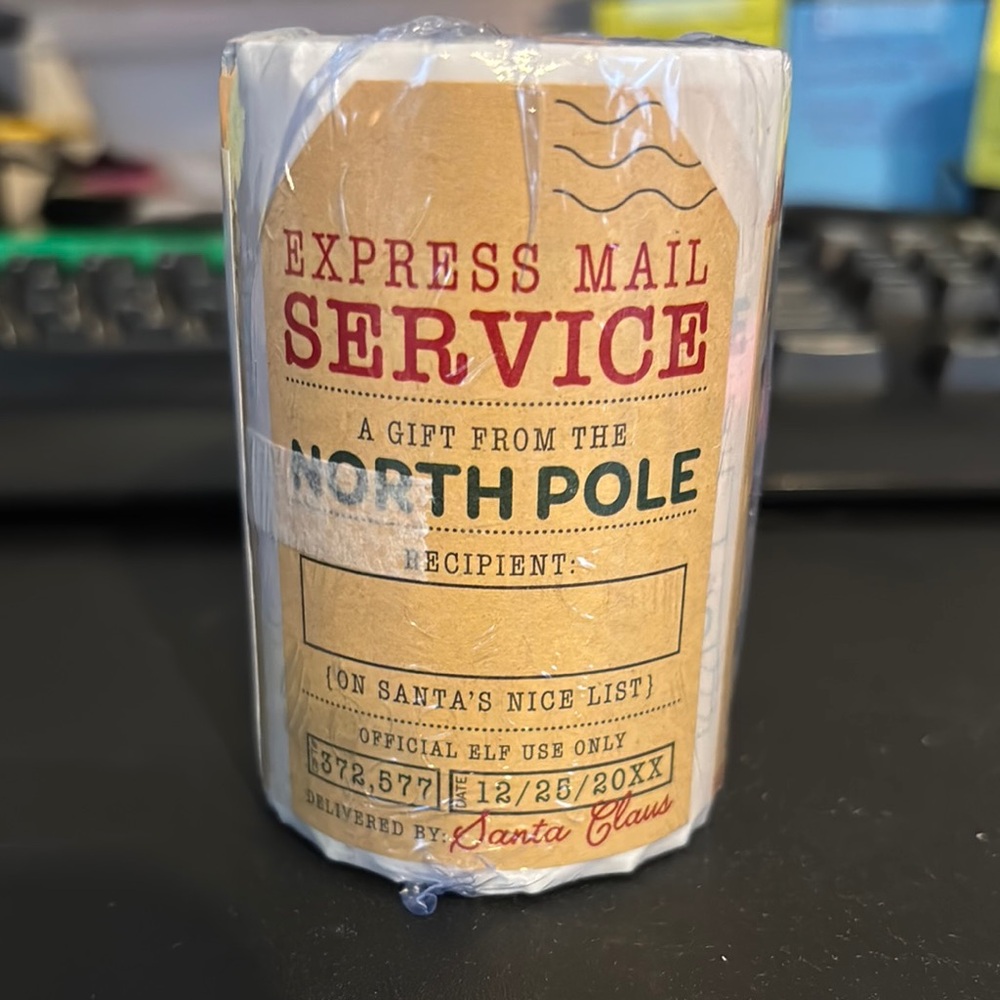 EXPRESS MAIL
SERVICE
A GIFT FROM THE
NORTH POLE
RECIPIENT:
{ON SANTA'S NICE LIST}
OFFICIAL ELF USE ONLY
372,577 DATE 12/25/20XX
DELIVERED BY: Santa Claus